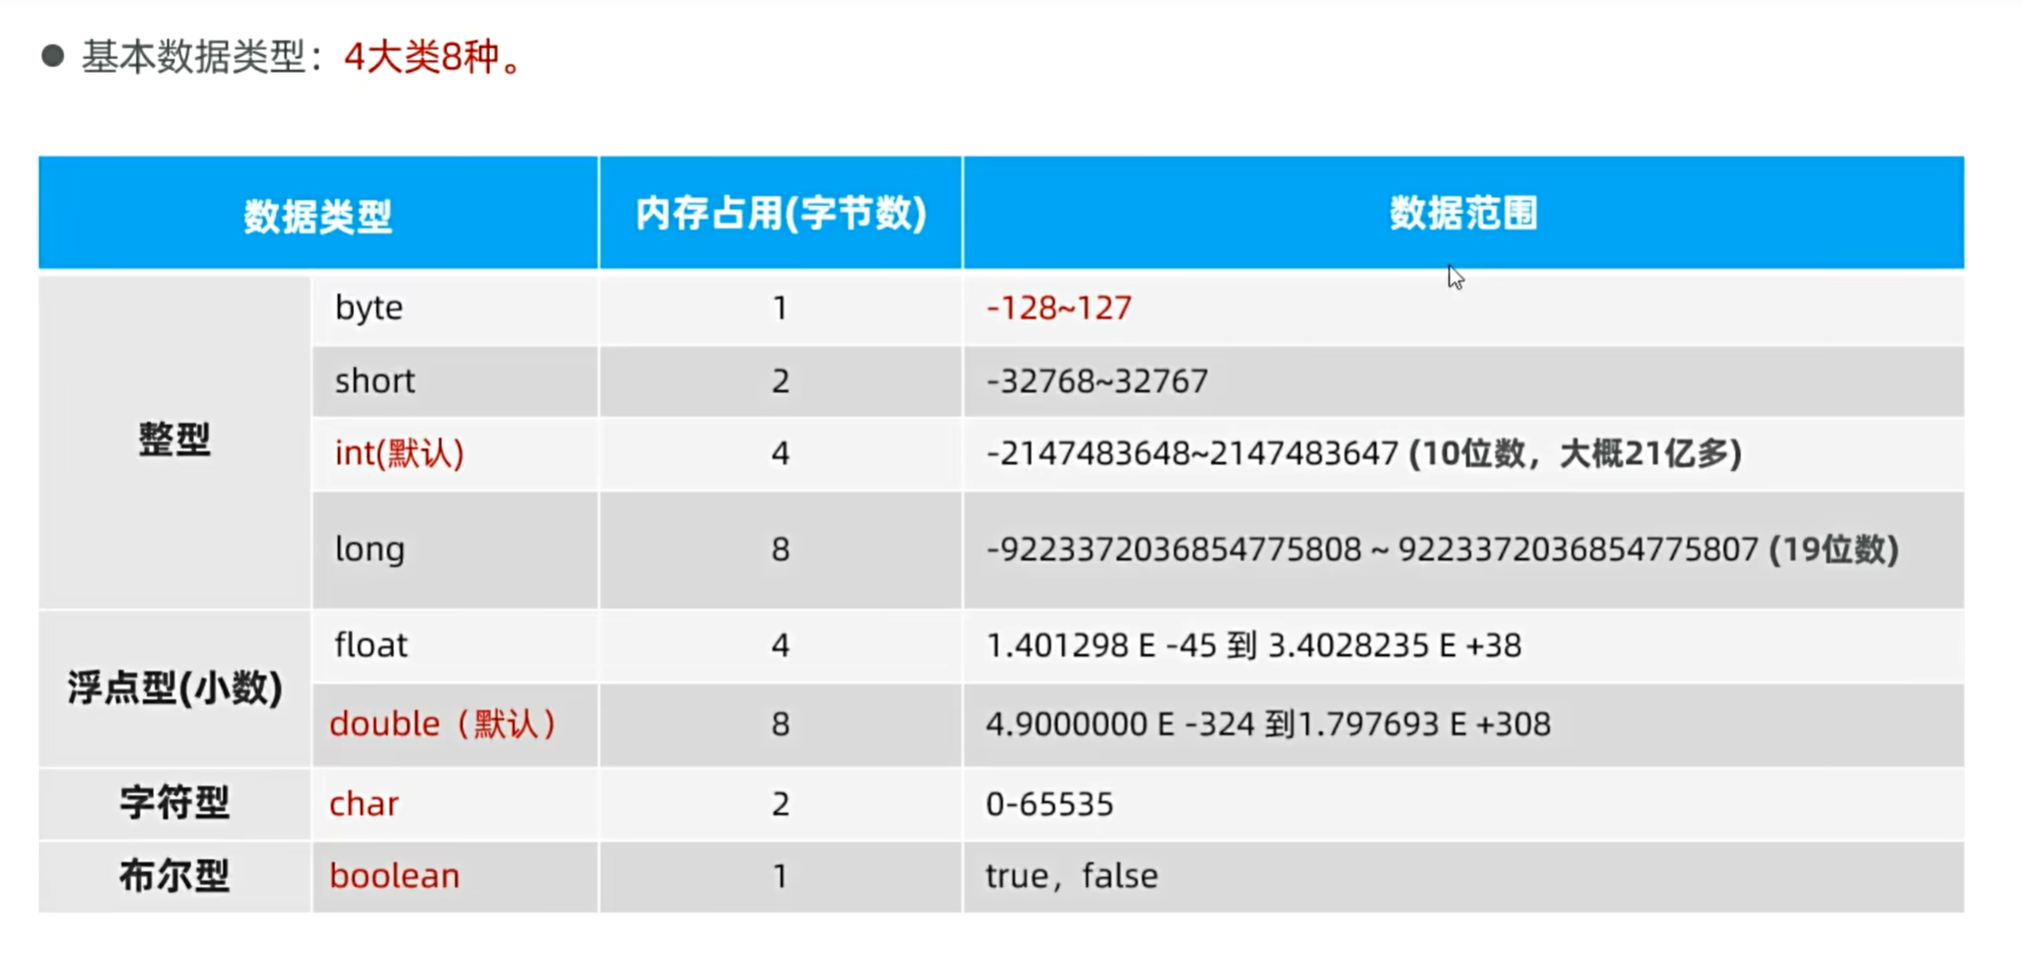 ● 基本数据类型：4大类8种。
数据类型 内存占用(字节数) 数据范围
整型
byte 1 -128~127
short 2 -32768~32767
int(默认) 4 -2147483648~2147483647 (10位数，大概21亿多)
long 8 -9223372036854775808 ~ 9223372036854775807 (19位数)
浮点型(小数)
float 4 1.401298 E -45 到 3.4028235 E +38
double（默认） 8 4.9000000 E -324 到1.797693 E +308
字符型 char 2 0-65535
布尔型 boolean 1 true，false